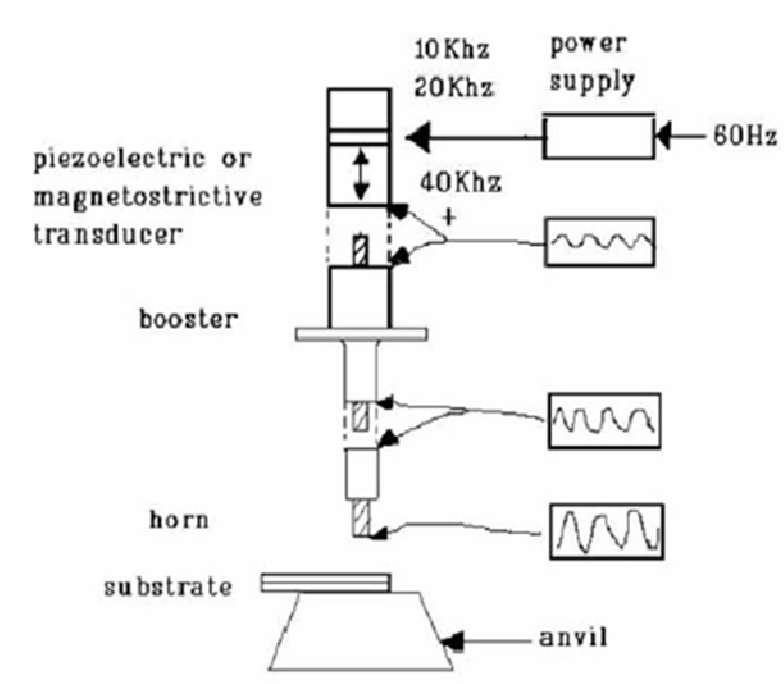 10Khz
20Khz
power
supply
60Hz
piezoelectric or
magnetostrictive
transducer
40Khz
+
booster
horn
substrate
anvil